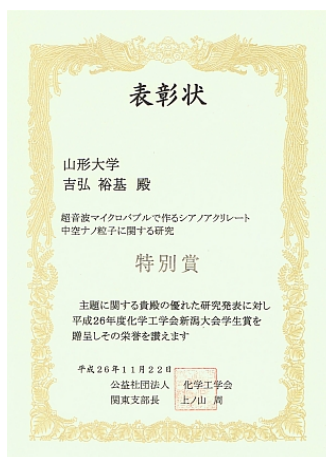 表彰状
山形大学
吉弘 裕基 殿
超音波マイクロバブルで作るシアノアクリレート
中空ナノ粒子に関する研究
特別賞
主題に関する貴殿の優れた研究発表に対し
平成26年度化学工学会新潟大会学生賞を
贈呈しその栄誉を讃えます
平成26年11月22日
公益社団法人 化学工学会
関東支部長 上ノ山 周